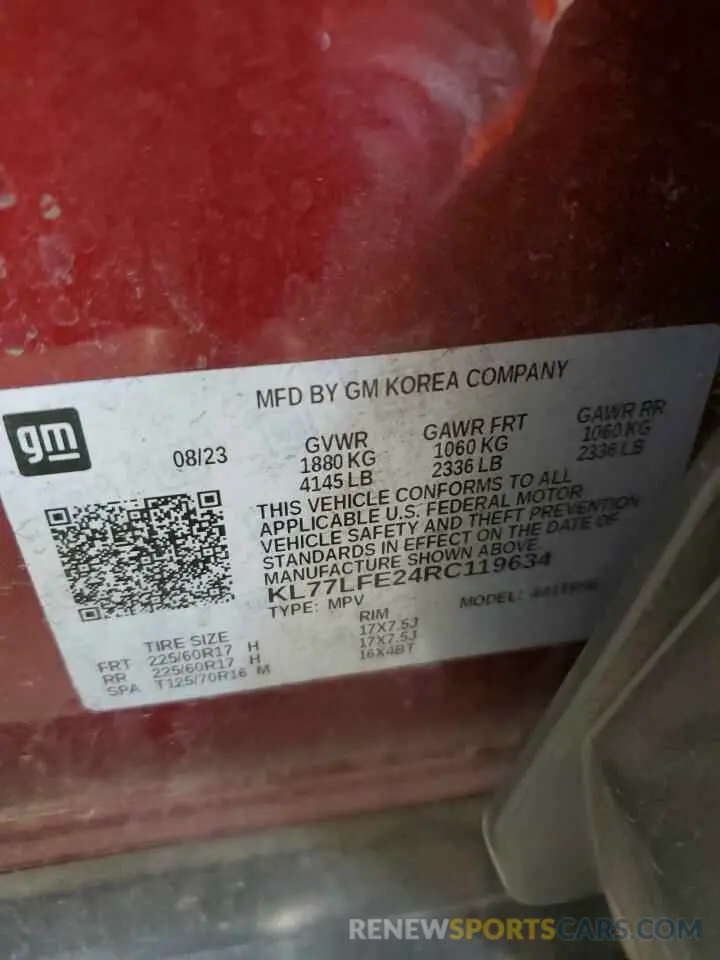 MFD BY GM KOREA COMPANY
gm
08/23
GVWR
1880 KG
4145 LB
GAWR FRT
1060 KG
2336 LB
GAWR RR
1060 KG
2336 LB
THIS VEHICLE CONFORMS TO ALL
APPLICABLE U.S. FEDERAL MOTOR
VEHICLE SAFETY AND THEFT PREVENTION
STANDARDS IN EFFECT ON THE DATE OF
MANUFACTURE SHOWN ABOVE.
KL77LFE24RC119634
TYPE: MPV
MODEL:
TIRE SIZE
RIM
FRT 225/60R17 H 17X7.5J
RR 225/60R17 H 17X7.5J
SPA T125/70R16 M 16X4BT
RENEWSPORTSCARS.COM